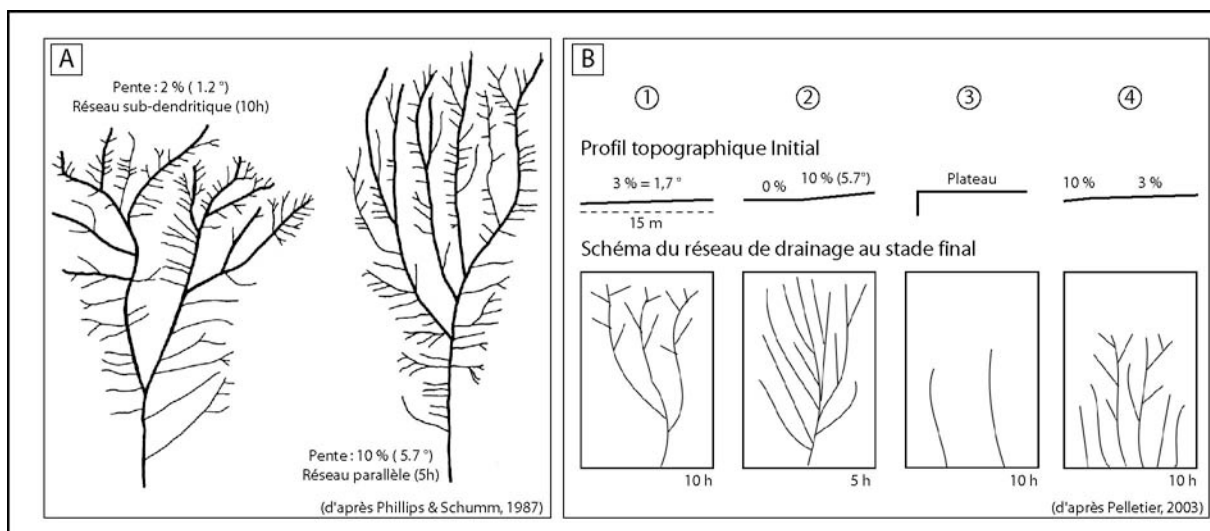 A
Pente : 2 % ( 1.2 °)
Réseau sub-dendritique (10h)
Pente : 10 % ( 5.7 °)
Réseau parallèle (5h)
(d'après Phillips & Schumm, 1987)
B
1 2 3 4
Profil topographique Initial
3 % = 1,7 °
15 m
0 %
10 % (5.7°)
Plateau
10 %
3 %
Schéma du réseau de drainage au stade final
10 h
5 h
10 h
10 h
(d'après Pelletier, 2003)